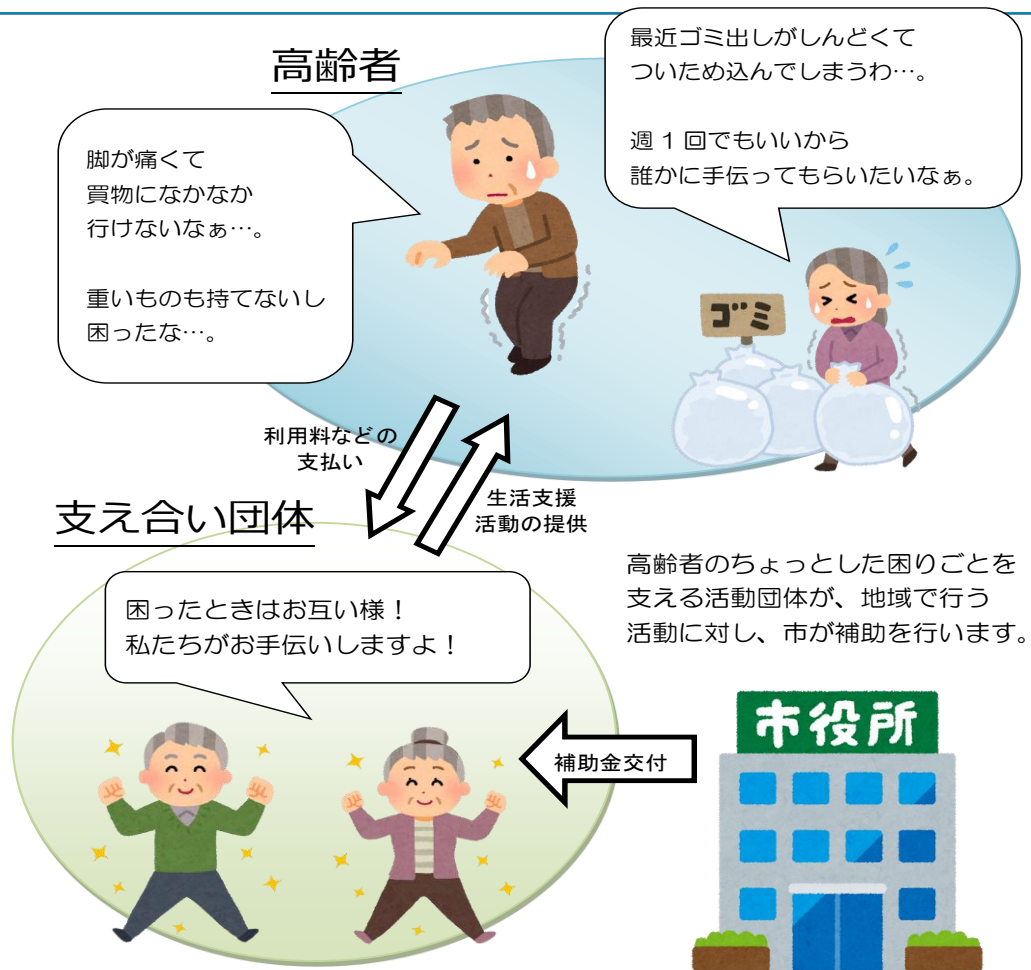 高齢者
最近ゴミ出しがしんどくて
ついため込んでしまうわ…。
週1回でもいいから
誰かに手伝ってもらいたいなぁ。
脚が痛くて
買物になかなか
行けないなぁ…。
重いものも持てないし
困ったな…。
ゴミ
利用料などの
支払い
生活支援
活動の提供
支え合い団体
困ったときはお互い様！
私たちがお手伝いしますよ！
高齢者のちょっとした困りごとを
支える活動団体が、地域で行う
活動に対し、市が補助を行います。
補助金交付
市役所